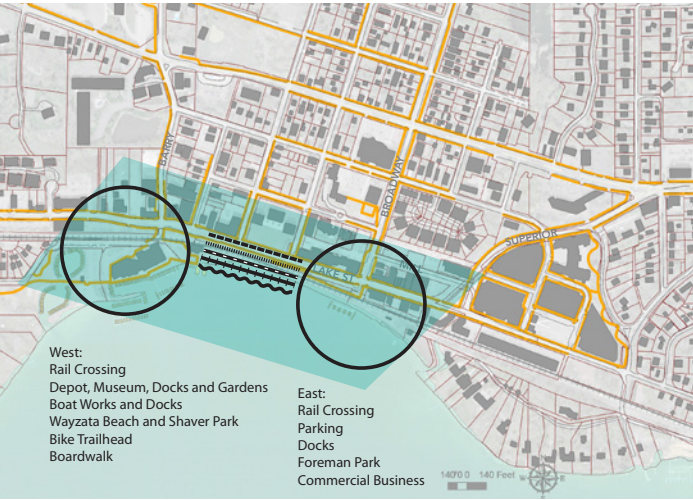 BARRY
BROADWAY
SUPERIOR
LAKE ST
West:
Rail Crossing
Depot, Museum, Docks and Gardens
Boat Works and Docks
Wayzata Beach and Shaver Park
Bike Trailhead
Boardwalk
East:
Rail Crossing
Parking
Docks
Foreman Park
Commercial Business
140 Feet